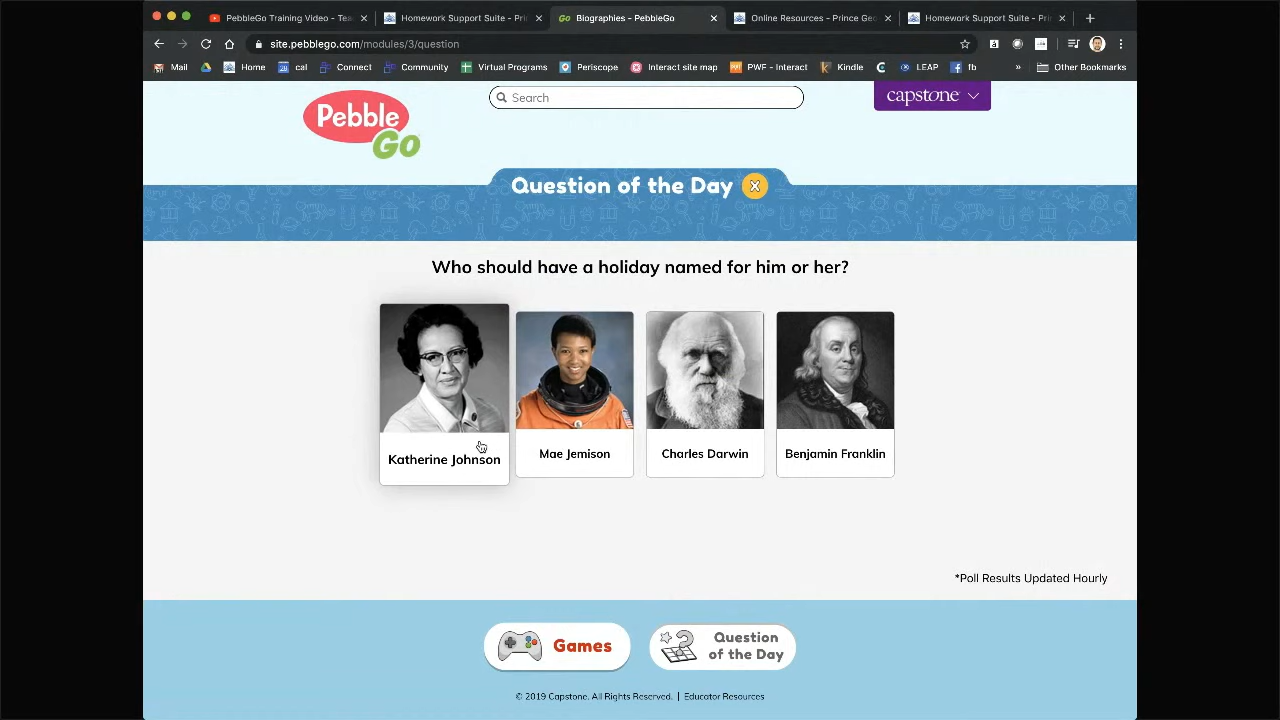 PebbleGo Training Video - Tea
Homework Support Suite - Prin
Go Biographies - PebbleGo
Online Resources - Prince Geo
Homework Support Suite - Pri
site.pebblego.com/modules/3/question
Mail
Home
cal
Connect
Community
Virtual Programs
Periscope
Interact site map
PWF - Interact
Kindle
LEAP
fb
»
Other Bookmarks
Pebble
Go
Search
capstone
Question of the Day X
Who should have a holiday named for him or her?
Katherine Johnson
Mae Jemison
Charles Darwin
Benjamin Franklin
*Poll Results Updated Hourly
Games
Question
of the Day
© 2019 Capstone. All Rights Reserved. | Educator Resources